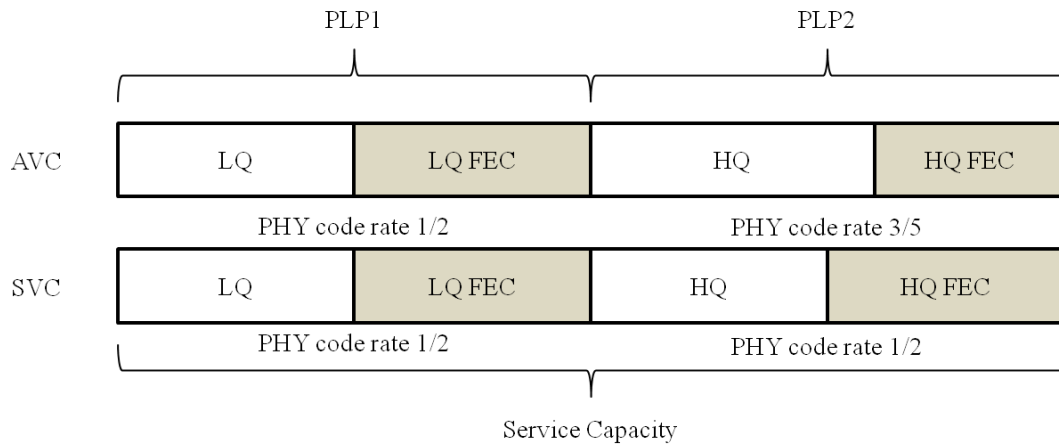 PLP1 PLP2
AVC LQ LQ FEC HQ HQ FEC
PHY code rate 1/2 PHY code rate 3/5
SVC LQ LQ FEC HQ HQ FEC
PHY code rate 1/2 PHY code rate 1/2
Service Capacity